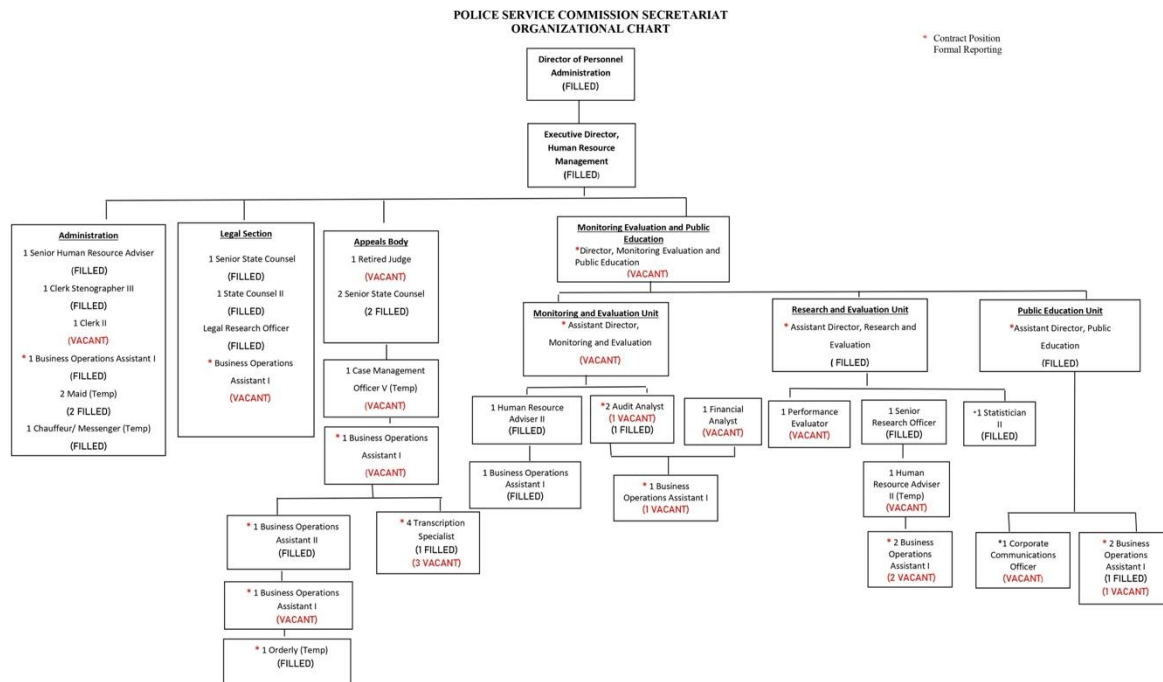 POLICE SERVICE COMMISSION SECRETARIAT
ORGANIZATIONAL CHART
* Contract Position
Formal Reporting
Director of Personnel
Administration
(FILLED)
Executive Director,
Human Resource
Management
(FILLED)
Administration
1 Senior Human Resource Adviser
(FILLED)
1 Clerk Stenographer III
(FILLED)
1 Clerk II
(VACANT)
* 1 Business Operations Assistant I
(FILLED)
2 Maid (Temp)
(2 FILLED)
1 Chauffeur/ Messenger (Temp)
(FILLED)
Legal Section
1 Senior State Counsel
(FILLED)
1 State Counsel II
(FILLED)
Legal Research Officer
(FILLED)
* Business Operations
Assistant I
(VACANT)
Appeals Body
1 Retired Judge
(VACANT)
2 Senior State Counsel
(2 FILLED)
1 Case Management
Officer V (Temp)
(VACANT)
* 1 Business Operations
Assistant I
(VACANT)
* 1 Business Operations
Assistant II
(FILLED)
* 4 Transcription
Specialist
(1 FILLED)
(3 VACANT)
* 1 Business Operations
Assistant I
(VACANT)
* 1 Orderly (Temp)
(FILLED)
Monitoring Evaluation and Public
Education
*Director, Monitoring Evaluation and
Public Education
(VACANT)
Monitoring and Evaluation Unit
* Assistant Director,
Monitoring and Evaluation
(VACANT)
1 Human Resource
Adviser II
(FILLED)
1 Business Operations
Assistant I
(FILLED)
*2 Audit Analyst
(1 VACANT)
(1 FILLED)
1 Financial
Analyst
(VACANT)
* 1 Business
Operations Assistant I
(1 VACANT)
Research and Evaluation Unit
* Assistant Director, Research and
Evaluation
( FILLED)
1 Performance
Evaluator
(VACANT)
1 Senior
Research Officer
(FILLED)
*1 Statistician
II
(FILLED)
1 Human
Resource Adviser
II (Temp)
(VACANT)
* 2 Business
Operations
Assistant I
(2 VACANT)
Public Education Unit
*Assistant Director, Public
Education
(FILLED)
*1 Corporate
Communications
Officer
(VACANT)
* 2 Business
Operations
Assistant I
(1 FILLED)
(1 VACANT)